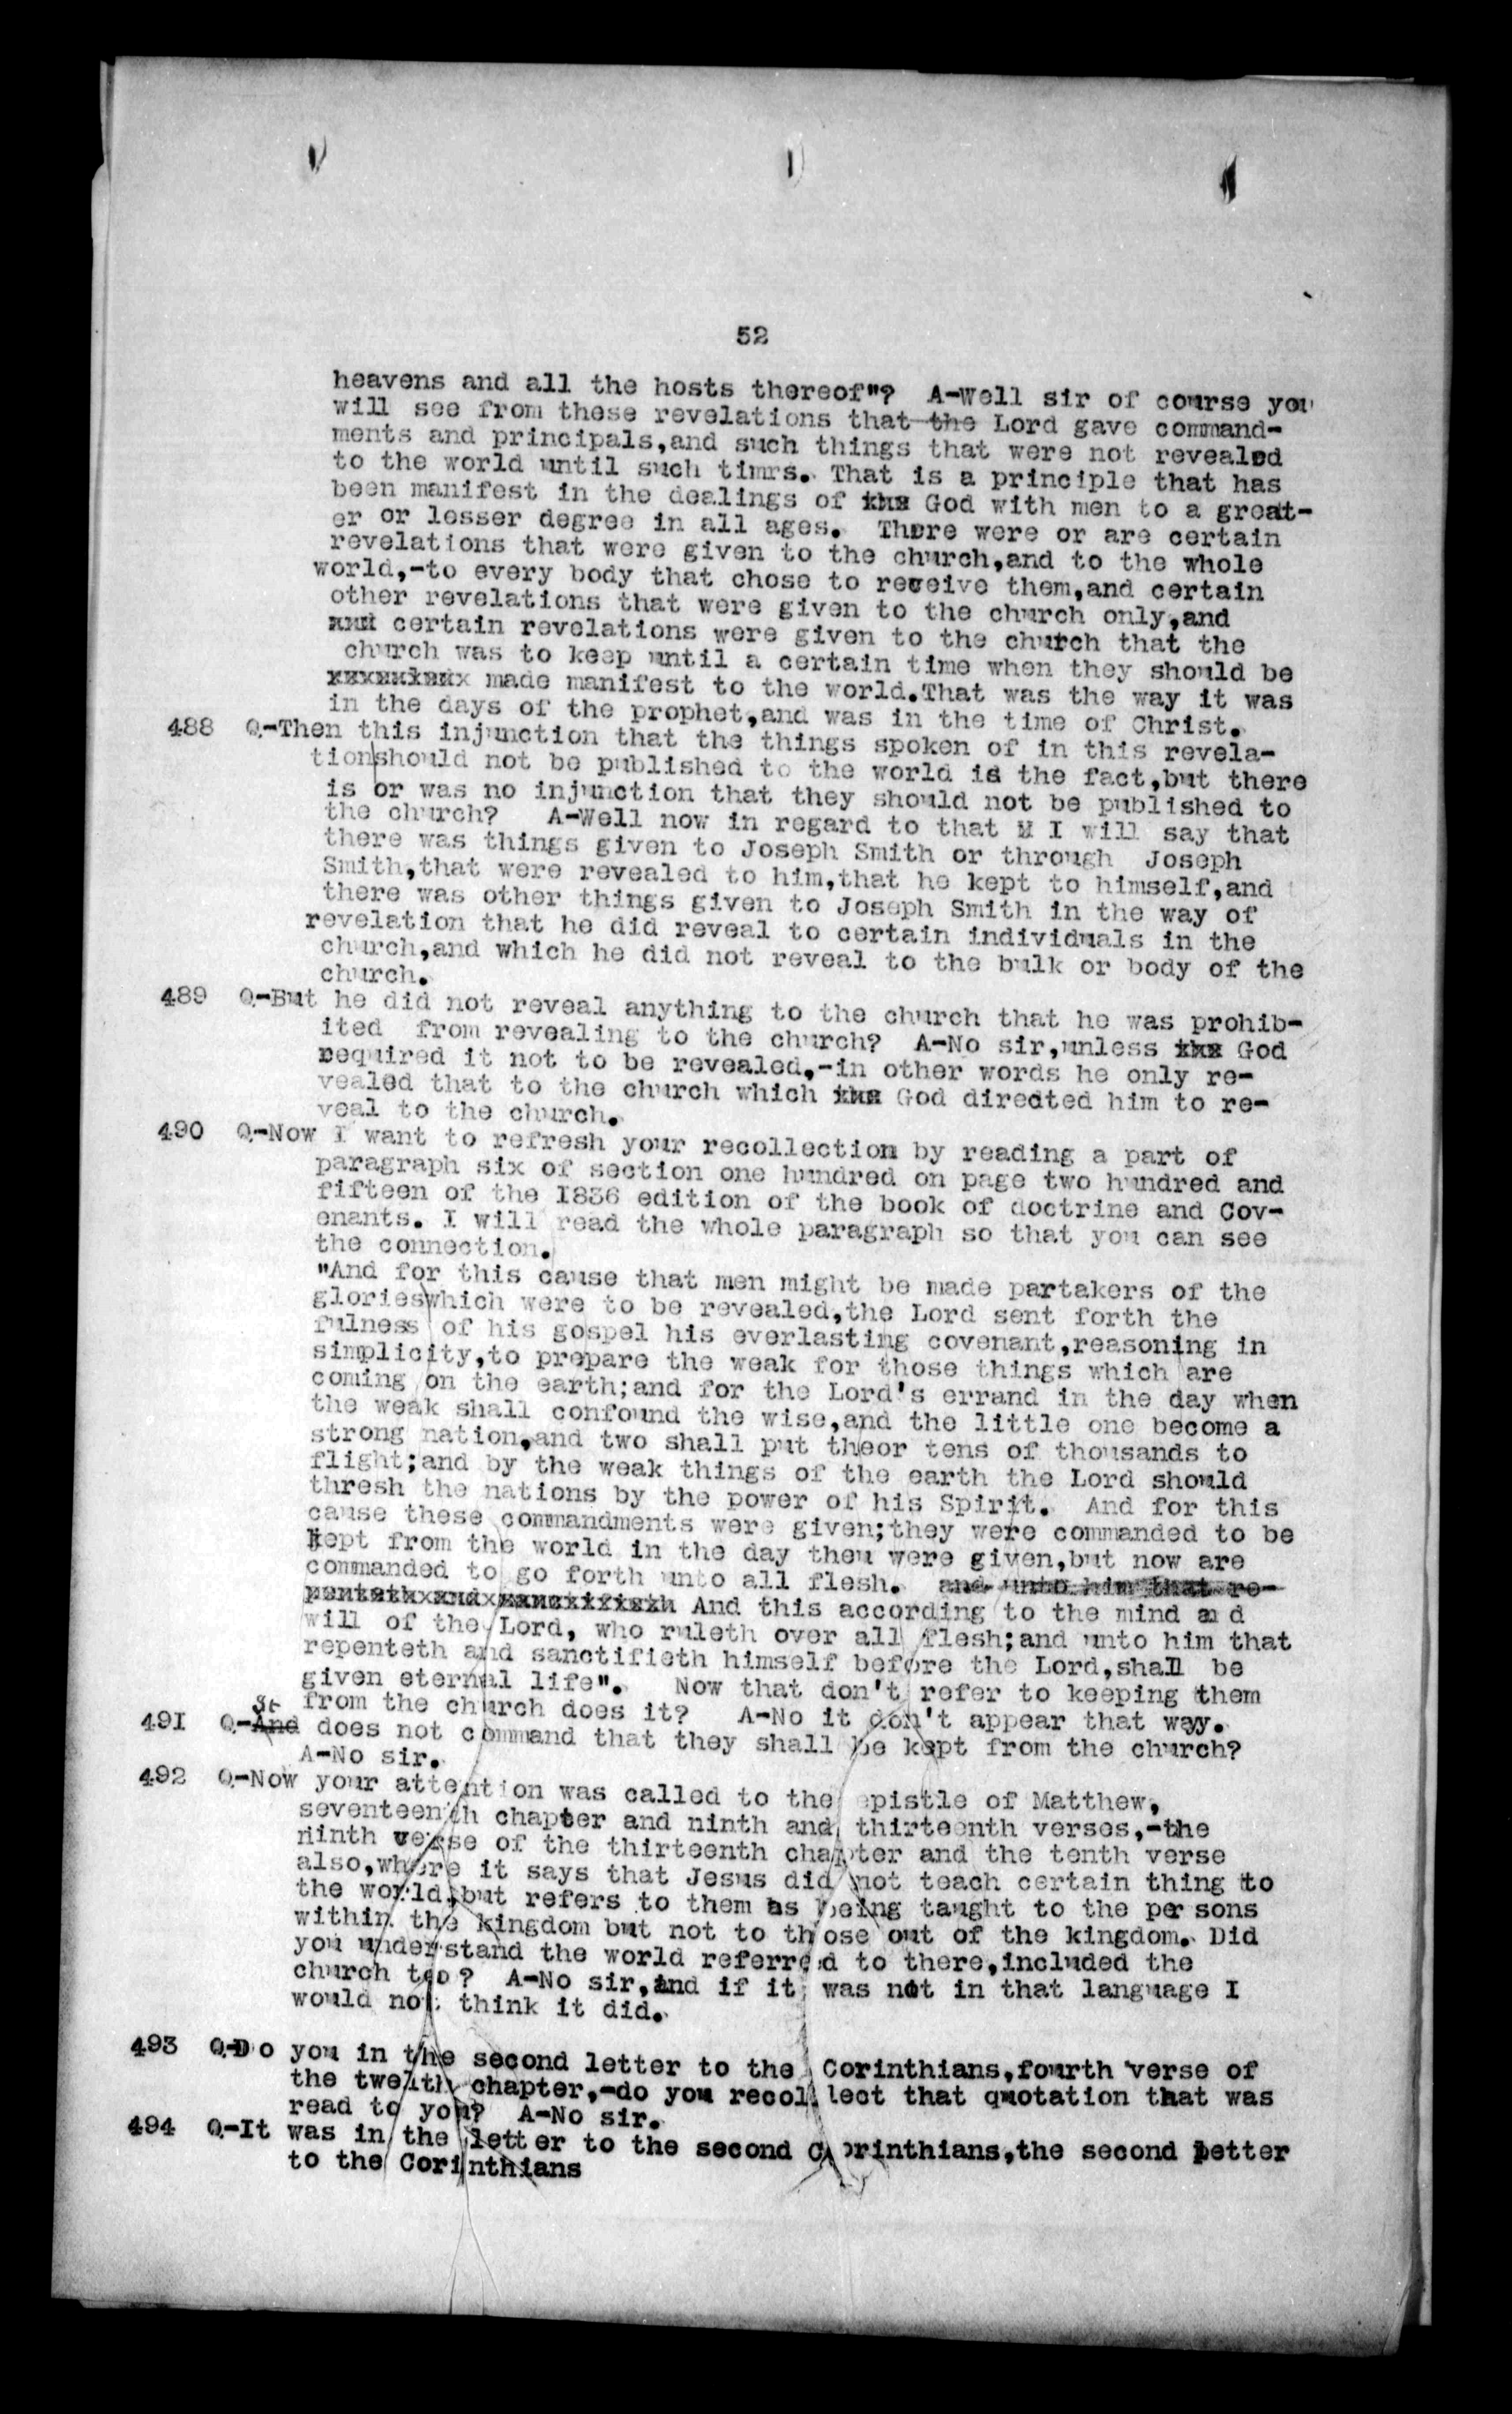 52
heavens and all the hosts thereof"? A-Well sir of course you
will see from these revelations that the Lord gave command-
ments and principals,and such things that were not revealed
to the world until such timrs. That is a principle that has
been manifest in the dealings of the God with men to a great-
er or lesser degree in all ages. There were or are certain
revelations that were given to the church,and to the whole
world,-to every body that chose to receive them,and certain
other revelations that were given to the church only,and
and certain revelations were given to the church that the
church was to keep until a certain time when they should be
made manifest to the world.That was the way it was
in the days of the prophet,and was in the time of Christ.
488 Q-Then this injunction that the things spoken of in this revela-
tion should not be published to the world is the fact,but there
is or was no injunction that they should not be published to
the church? A-Well now in regard to that I will say that
there was things given to Joseph Smith or through Joseph
Smith,that were revealed to him,that he kept to himself,and
there was other things given to Joseph Smith in the way of
revelation that he did reveal to certain individuals in the
church,and which he did not reveal to the bulk or body of the
church.
489 Q-But he did not reveal anything to the church that he was prohib-
ited from revealing to the church? A-No sir,unless the God
required it not to be revealed,-in other words he only re-
vealed that to the church which the God directed him to re-
veal to the church.
490 Q-Now I want to refresh your recollection by reading a part of
paragraph six of section one hundred on page two hundred and
fifteen of the 1836 edition of the book of doctrine and Cov-
enants. I will read the whole paragraph so that you can see
the connection.
"And for this cause that men might be made partakers of the
glories which were to be revealed,the Lord sent forth the
fulness of his gospel his everlasting covenant,reasoning in
simplicity,to prepare the weak for those things which are
coming on the earth;and for the Lord's errand in the day when
the weak shall confound the wise,and the little one become a
strong nation,and two shall put theor tens of thousands to
flight;and by the weak things of the earth the Lord should
thresh the nations by the power of his Spirit. And for this
cause these commandments were given;they were commanded to be
kept from the world in the day theu were given,but now are
commanded to go forth unto all flesh. and unto him that re-
penteth and sanctifieth And this according to the mind and
will of the Lord, who ruleth over all flesh;and unto him that
repenteth and sanctifieth himself before the Lord,shall be
given eternal life". Now that don't refer to keeping them
from the church does it? A-No it don't appear that way.
It
491 Q-And does not command that they shall be kept from the church?
A-No sir.
492 Q-Now your attention was called to the epistle of Matthew,
seventeenth chapter and ninth and thirteenth verses,-the
ninth verse of the thirteenth chapter and the tenth verse
also,where it says that Jesus did not teach certain thing to
the world,but refers to them as being taught to the persons
within the kingdom but not to those out of the kingdom. Did
you understand the world referred to there,included the
church too? A-No sir,and if it was not in that language I
would not think it did.
493 Q-Do you in the second letter to the Corinthians,fourth verse of
the twelfth chapter,-do you recollect that quotation that was
read to you? A-No sir.
494 Q-It was in the letter to the second Corinthians,the second letter
to the Corinthians